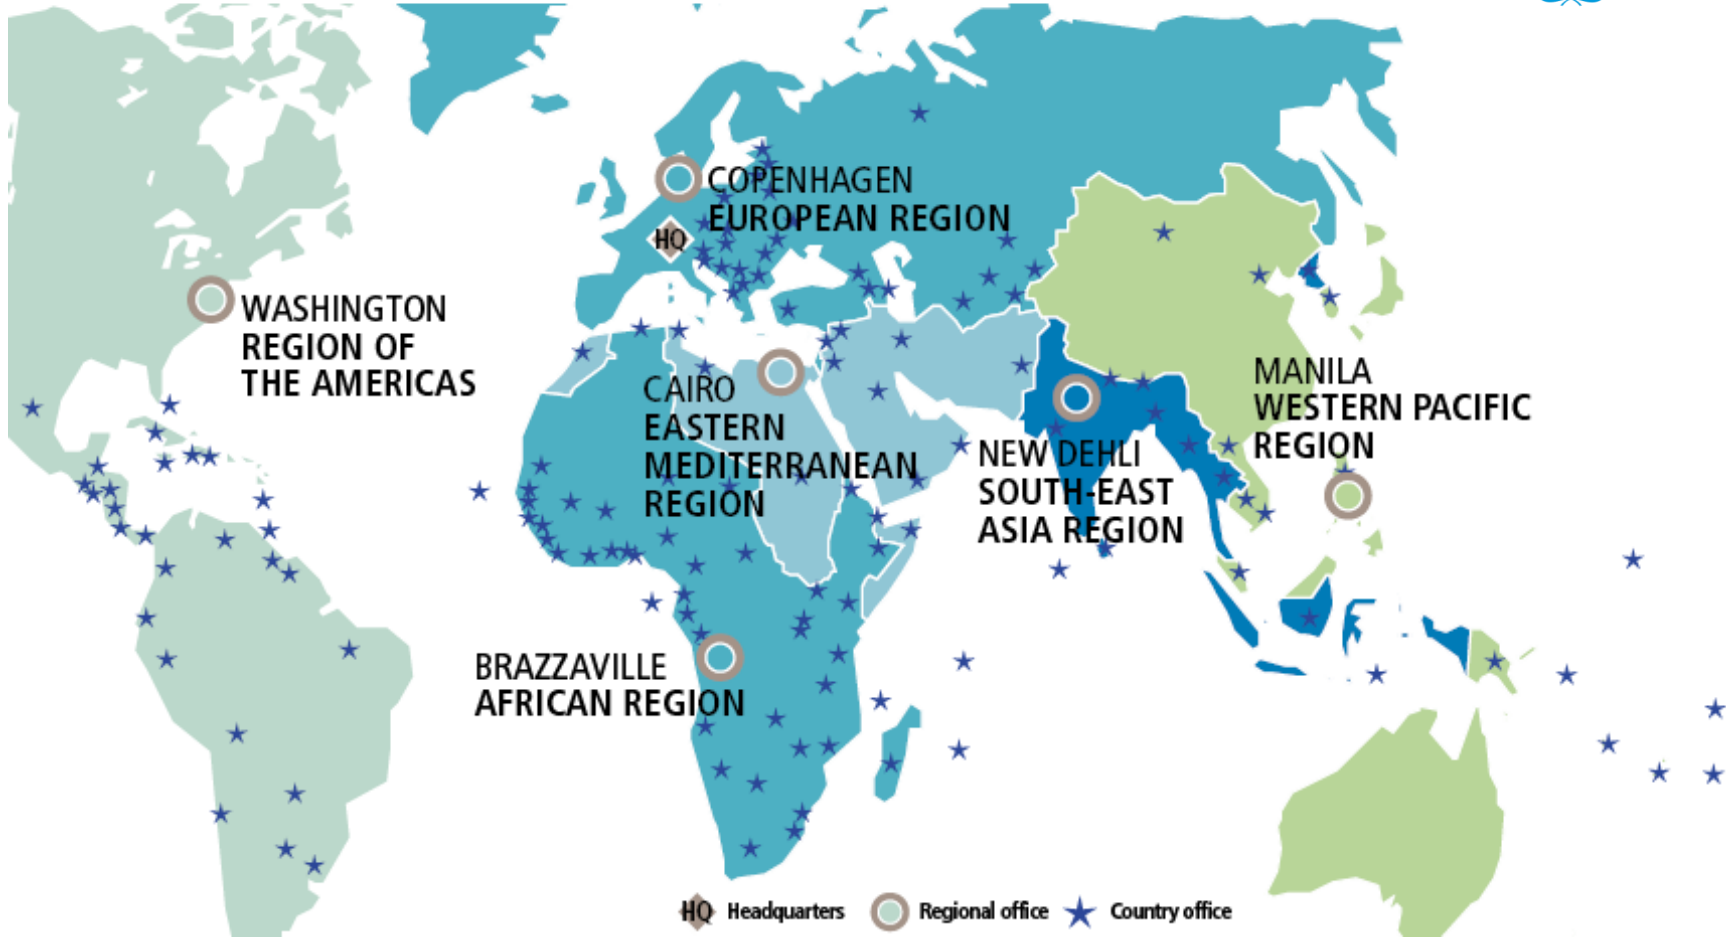 COPENHAGEN
EUROPEAN REGION
HQ
WASHINGTON
REGION OF
THE AMERICAS
CAIRO
EASTERN
MEDITERRANEAN
REGION
MANILA
WESTERN PACIFIC
REGION
NEW DEHLI
SOUTH-EAST
ASIA REGION
BRAZZAVILLE
AFRICAN REGION
HQ Headquarters Regional office Country office